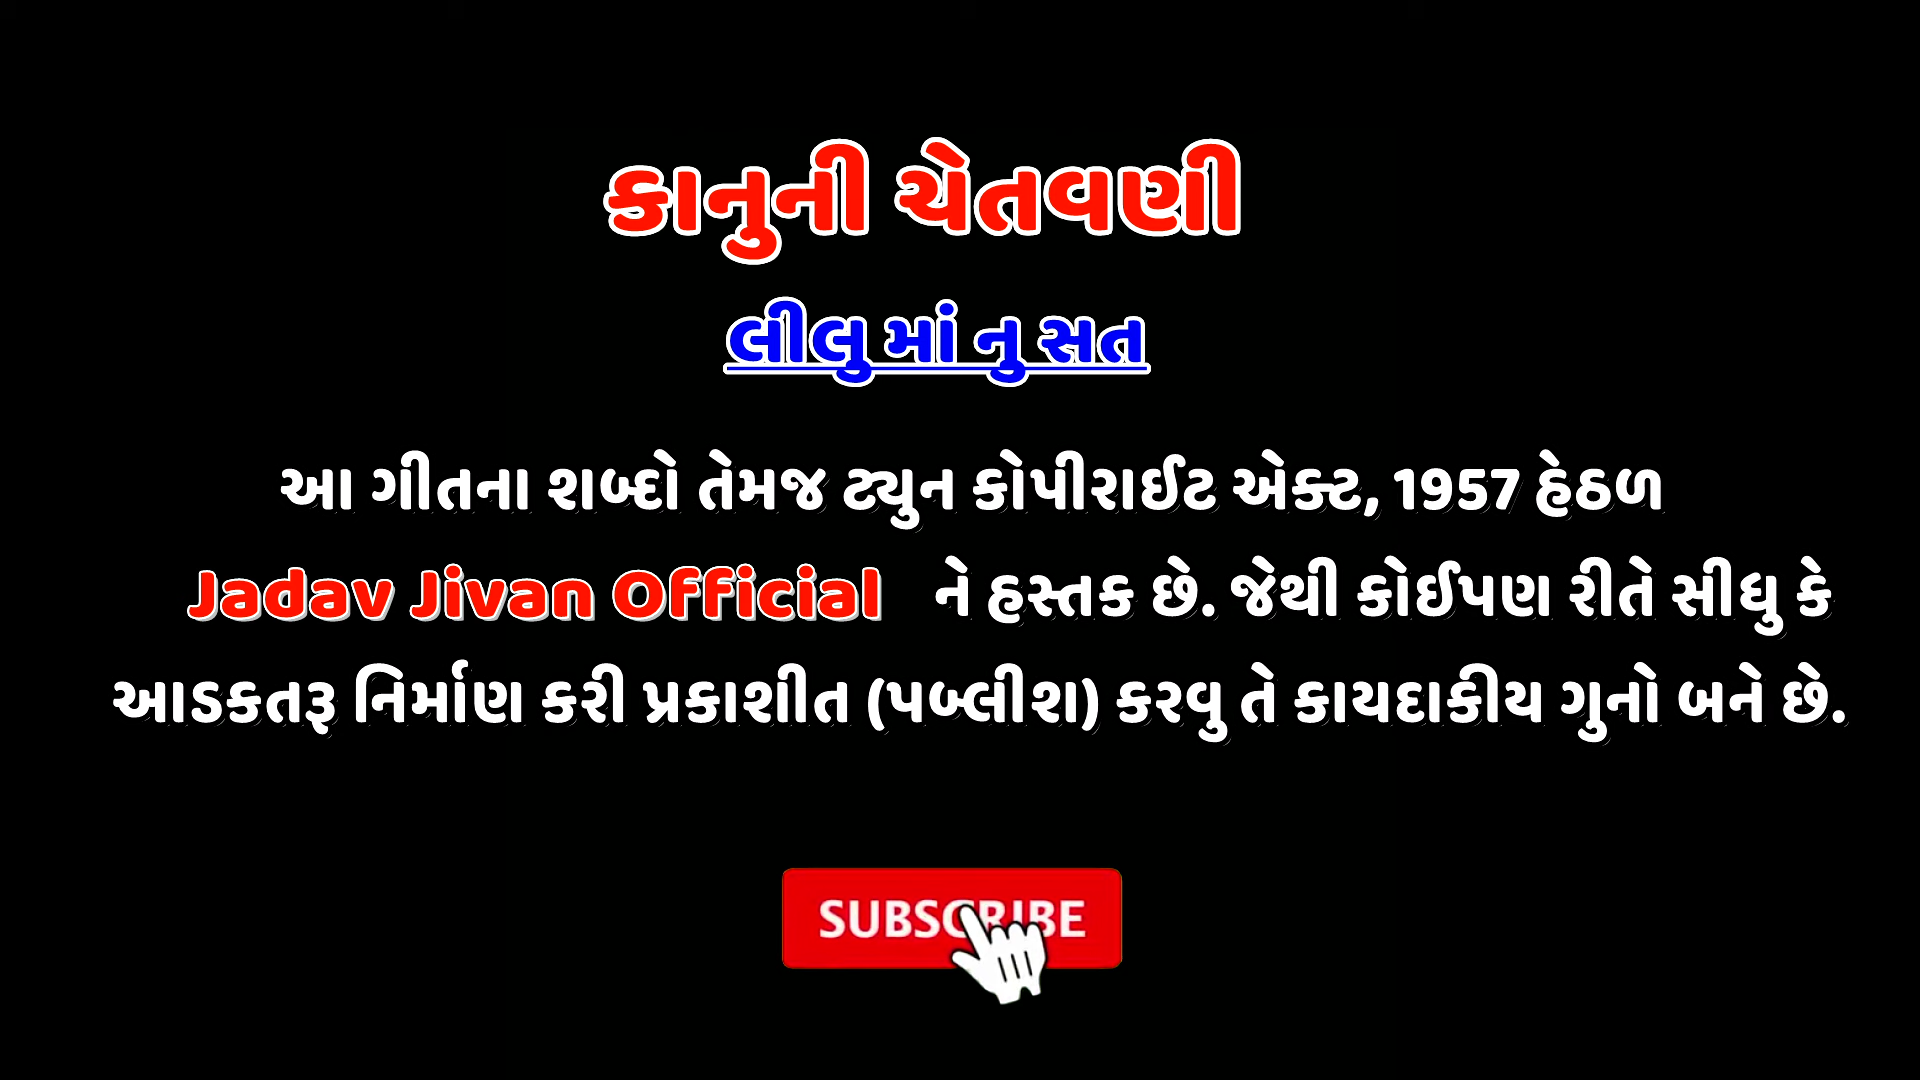 કાનુની ચેતવણી
લીલુ માં નુ સત
આ ગીતના શબ્દો તેમજ ટ્યુન કોપીરાઈટ એક્ટ, 1957 હેઠળ
Jadav Jivan Official ને હસ્તક છે. જેથી કોઈપણ રીતે સીધુ કે
આડકતરૂ નિર્માણ કરી પ્રકાશીત (પબ્લીશ) કરવુ તે કાયદાકીય ગુનો બને છે.
SUBSCRIBE